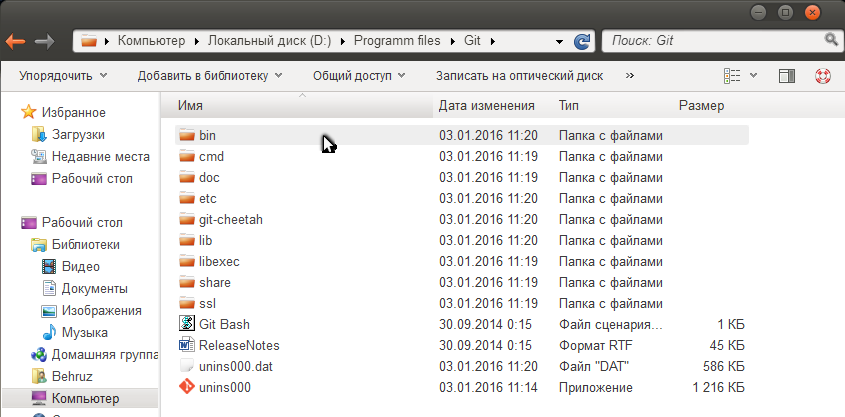 Компьютер Локальный диск (D:) Programm files Git Поиск: Git
Упорядочить Добавить в библиотеку Общий доступ Записать на оптический диск »
Имя Дата изменения Тип Размер
Избранное
Загрузки
Недавние места
Рабочий стол
Рабочий стол
Библиотеки
Видео
Документы
Изображения
Музыка
Домашняя группа
Behruz
Компьютер
bin 03.01.2016 11:20 Папка с файлами
cmd 03.01.2016 11:19 Папка с файлами
doc 03.01.2016 11:19 Папка с файлами
etc 03.01.2016 11:20 Папка с файлами
git-cheetah 03.01.2016 11:20 Папка с файлами
lib 03.01.2016 11:20 Папка с файлами
libexec 03.01.2016 11:19 Папка с файлами
share 03.01.2016 11:19 Папка с файлами
ssl 03.01.2016 11:19 Папка с файлами
Git Bash 30.09.2014 0:15 Файл сценария... 1 КБ
ReleaseNotes 30.09.2014 0:15 Формат RTF 45 КБ
unins000.dat 03.01.2016 11:20 Файл "DAT" 586 КБ
unins000 03.01.2016 11:14 Приложение 1 216 КБ